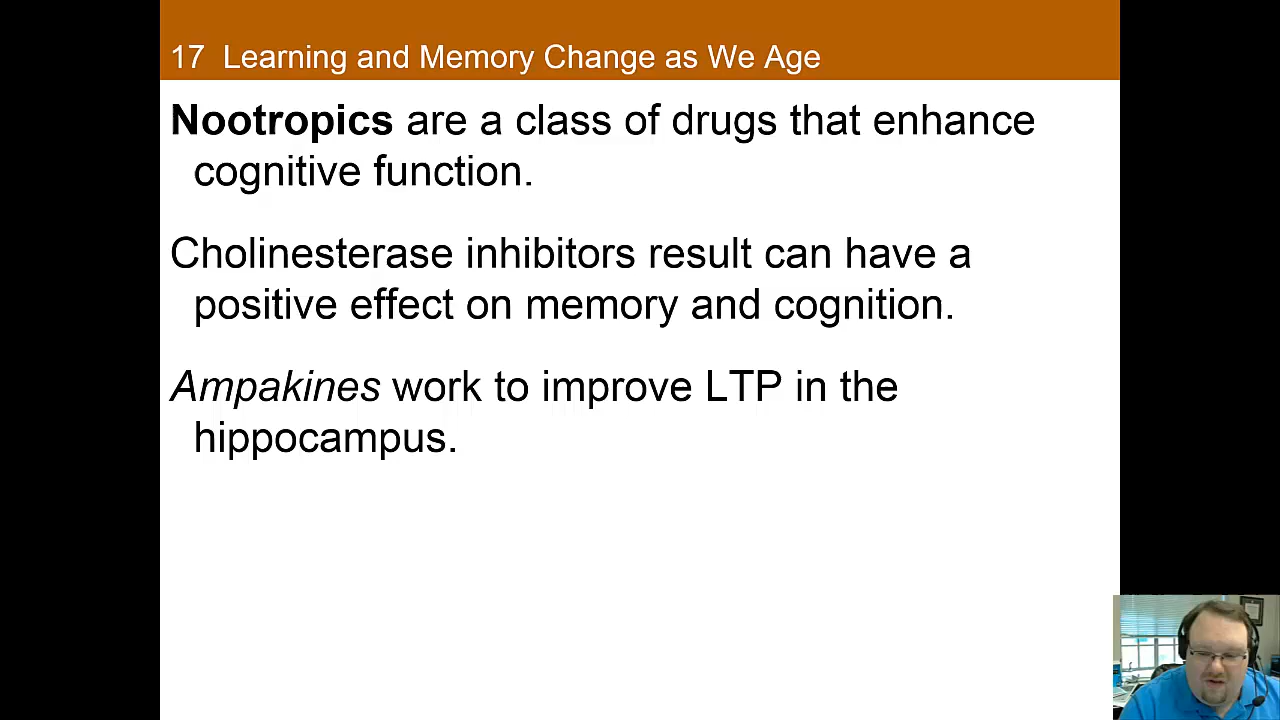 17 Learning and Memory Change as We Age
Nootropics are a class of drugs that enhance
cognitive function.
Cholinesterase inhibitors result can have a
positive effect on memory and cognition.
Ampakines work to improve LTP in the
hippocampus.